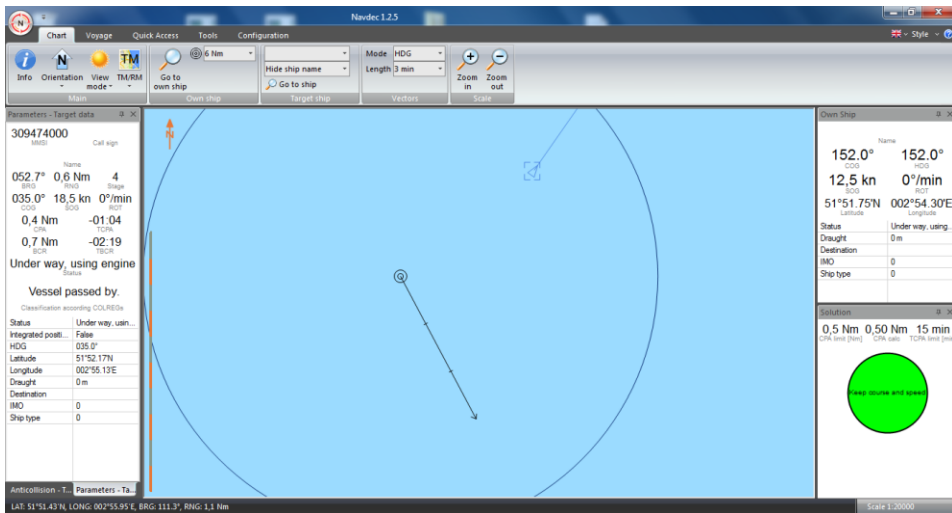 Navdec 1.2.5
N
Chart Voyage Quick Access Tools Configuration Style
6 Nm
Hide ship name
Go to ship
Mode HDG
Length 3 min
N TM
Info Orientation View mode TM/RM Go to own ship Zoom in Zoom out
Main Own ship Target ship Vectors Scale
Parameters - Target data
309474000
MMSI Call sign
Name
052.7° 0,6 Nm 4
BRG RNG Stage
035.0° 18,5 kn 0°/min
COG SOG ROT
0,4 Nm -01:04
CPA TCPA
0,7 Nm -02:19
BCR TBCR
Under way, using engine
Status
Vessel passed by.
Classification according COLREGs
Status Under way, usin...
Integrated positi... False
HDG 035.0°
Latitude 51°52.17'N
Longitude 002°55.13'E
Draught 0 m
Destination
IMO 0
Ship type 0
Anticollision - T... Parameters - Ta...
N
Own Ship
Name
152.0° 152.0°
COG HDG
12,5 kn 0°/min
SOG ROT
51°51.75'N 002°54.30'E
Latitude Longitude
Status Under way, using...
Draught 0 m
Destination
IMO 0
Ship type 0
Solution
0,5 Nm 0,50 Nm 15 min
CPA limit [Nm] CPA calc TCPA limit [mi
Keep course and speed
LAT: 51°51.43'N, LONG: 002°55.95'E, BRG: 111.3°, RNG: 1,1 Nm
Scale 1:20000